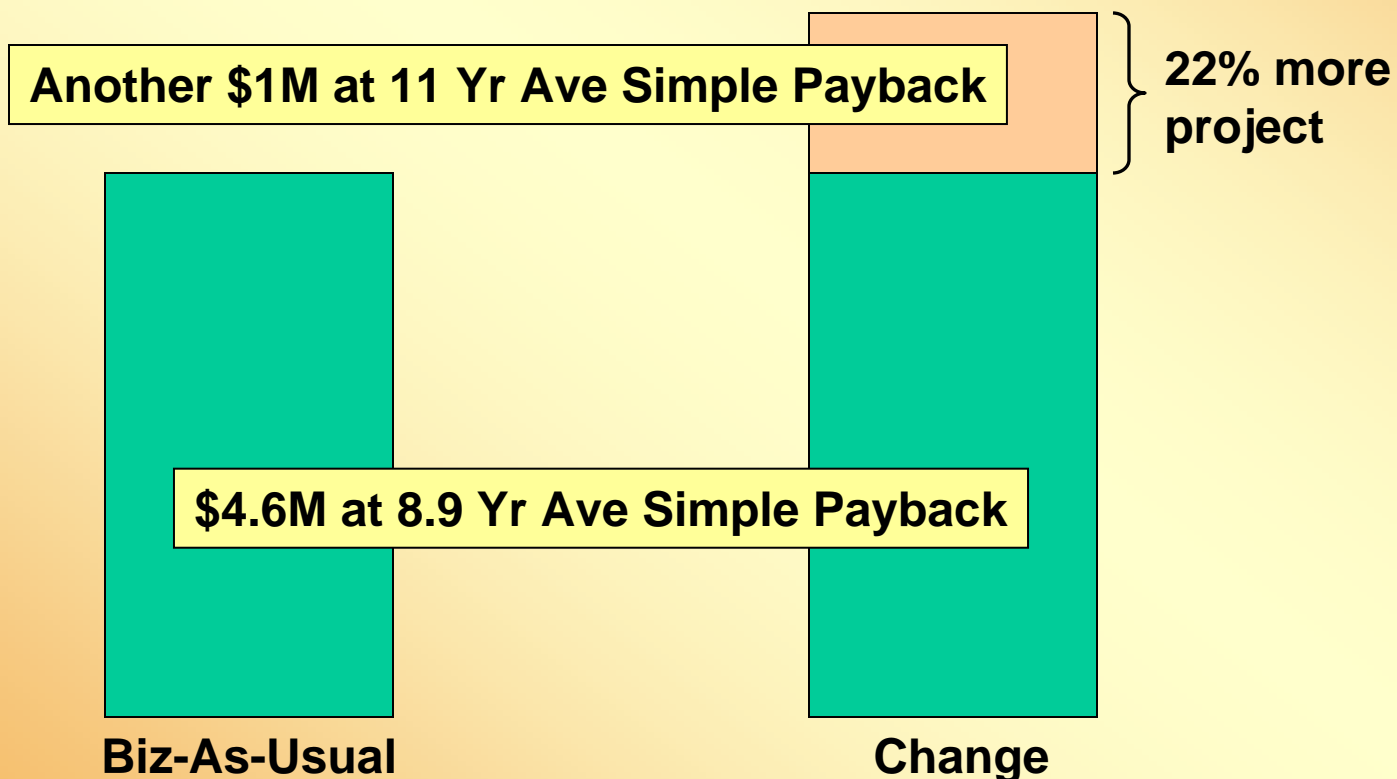 Another $1M at 11 Yr Ave Simple Payback
22% more
project
$4.6M at 8.9 Yr Ave Simple Payback
Biz-As-Usual
Change